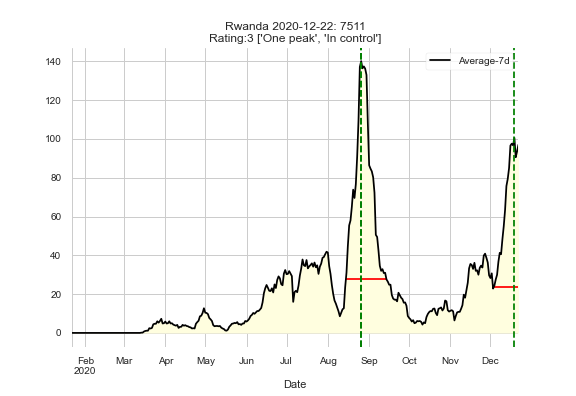 Rwanda 2020-12-22: 7511
Rating:3 ['One peak', 'In control']
Average-7d
140
120
100
80
60
40
20
0
Feb Mar Apr May Jun Jul Aug Sep Oct Nov Dec
2020
Date